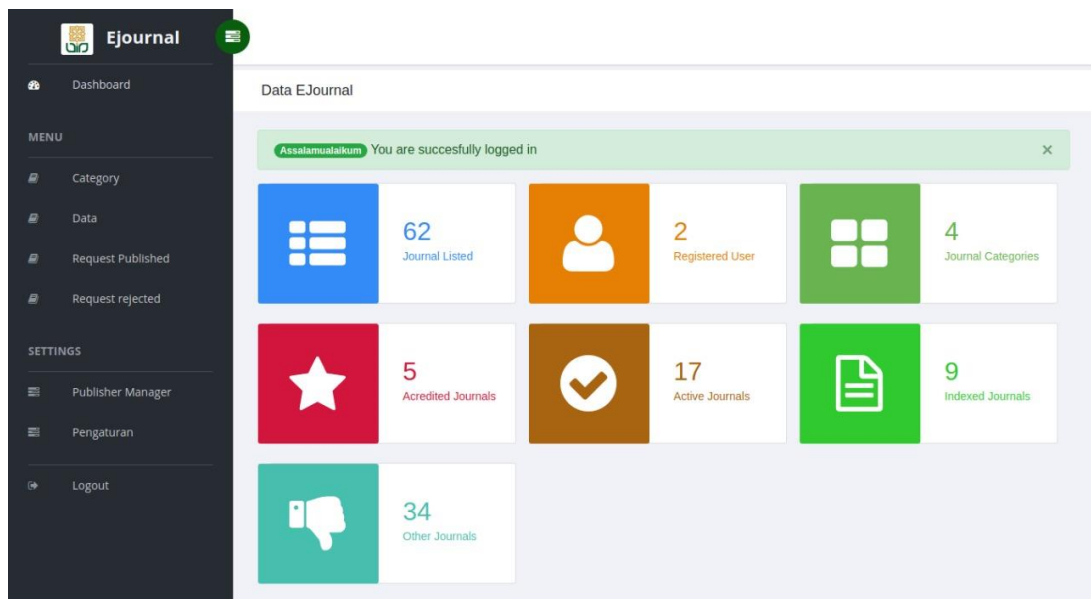 uin
Ejournal
Dashboard
MENU
Category
Data
Request Published
Request rejected
SETTINGS
Publisher Manager
Pengaturan
Logout
Data EJournal
Assalamualaikum You are succesfully logged in ×
62
Journal Listed
2
Registered User
4
Journal Categories
5
Acredited Journals
17
Active Journals
9
Indexed Journals
34
Other Journals